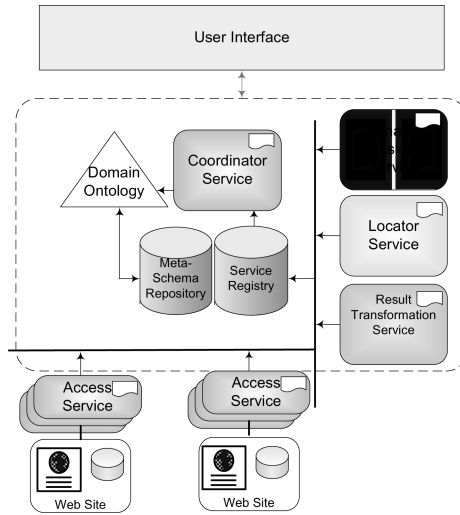 User Interface
Domain
Ontology
Coordinator
Service
Locator
Service
Meta-
Schema
Repository
Service
Registry
Result
Transformation
Service
Access
Service
Access
Service
Web Site
Web Site